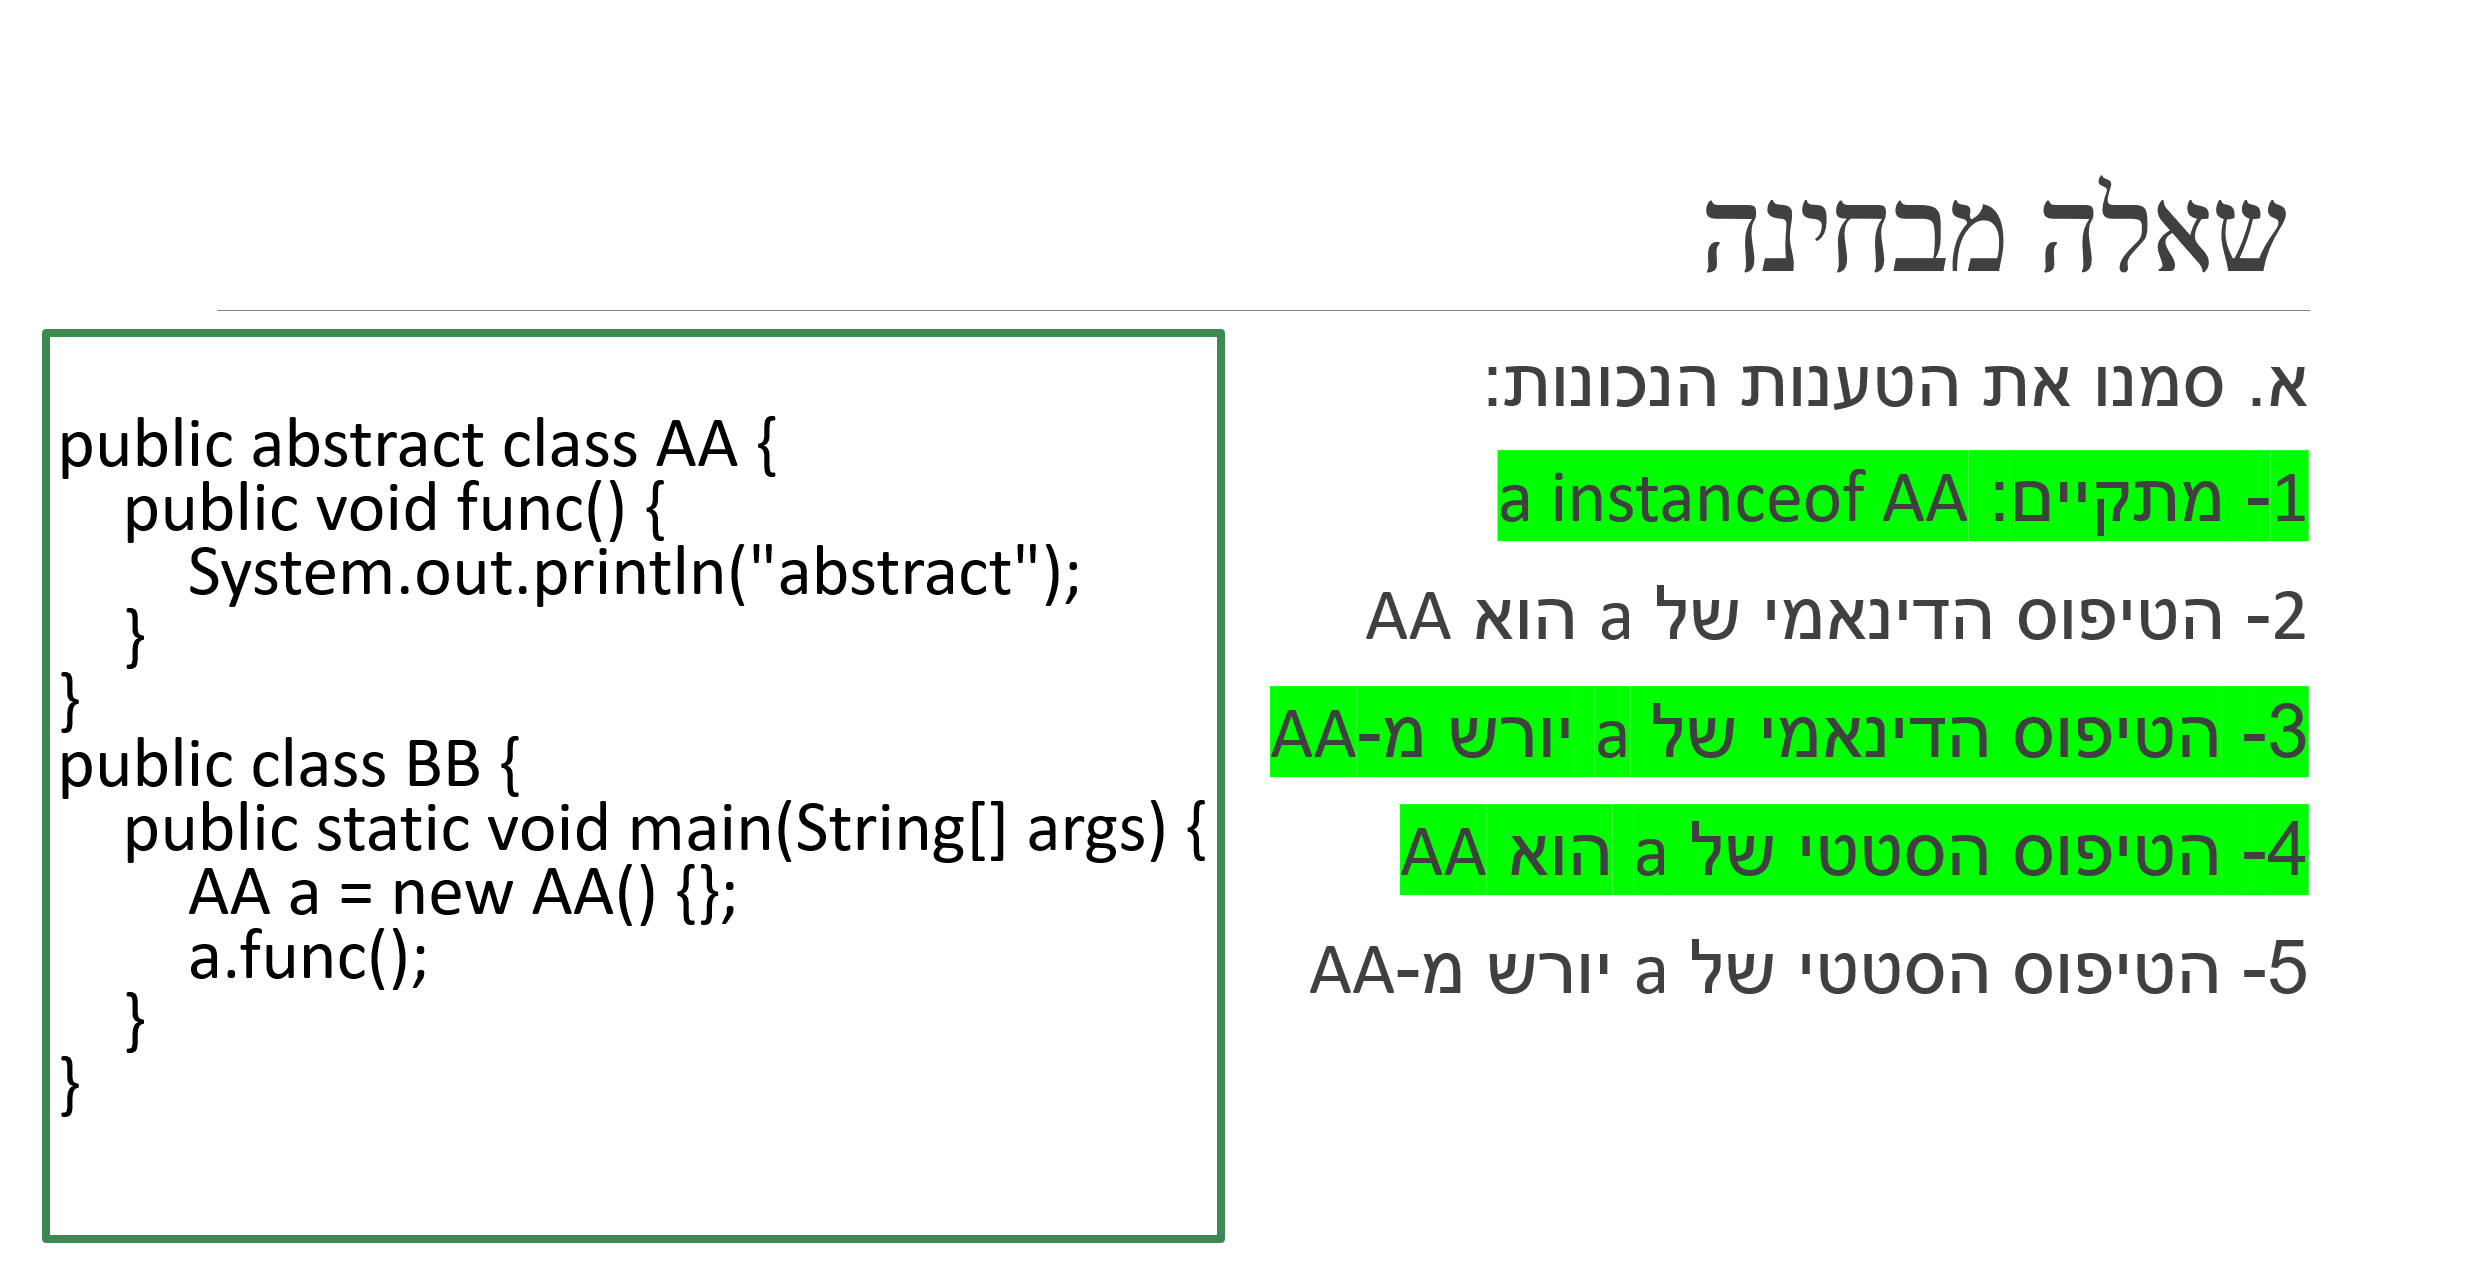 שאלה מבחינה
א. סמנו את הטענות הנכונות:
1- מתקיים: a instanceof AA
2- הטיפוס הדינאמי של a הוא AA
3- הטיפוס הדינאמי של a יורש מ-AA
4- הטיפוס הסטטי של a הוא AA
5- הטיפוס הסטטי של a יורש מ-AA
public abstract class AA {
public void func() {
System.out.println("abstract");
}
}
public class BB {
public static void main(String[] args) {
AA a = new AA() {};
a.func();
}
}